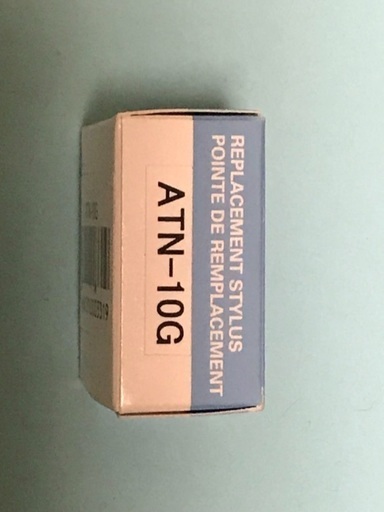 REPLACEMENT STYLUS
POINTE DE REMPLACEMENT
ATN-10G